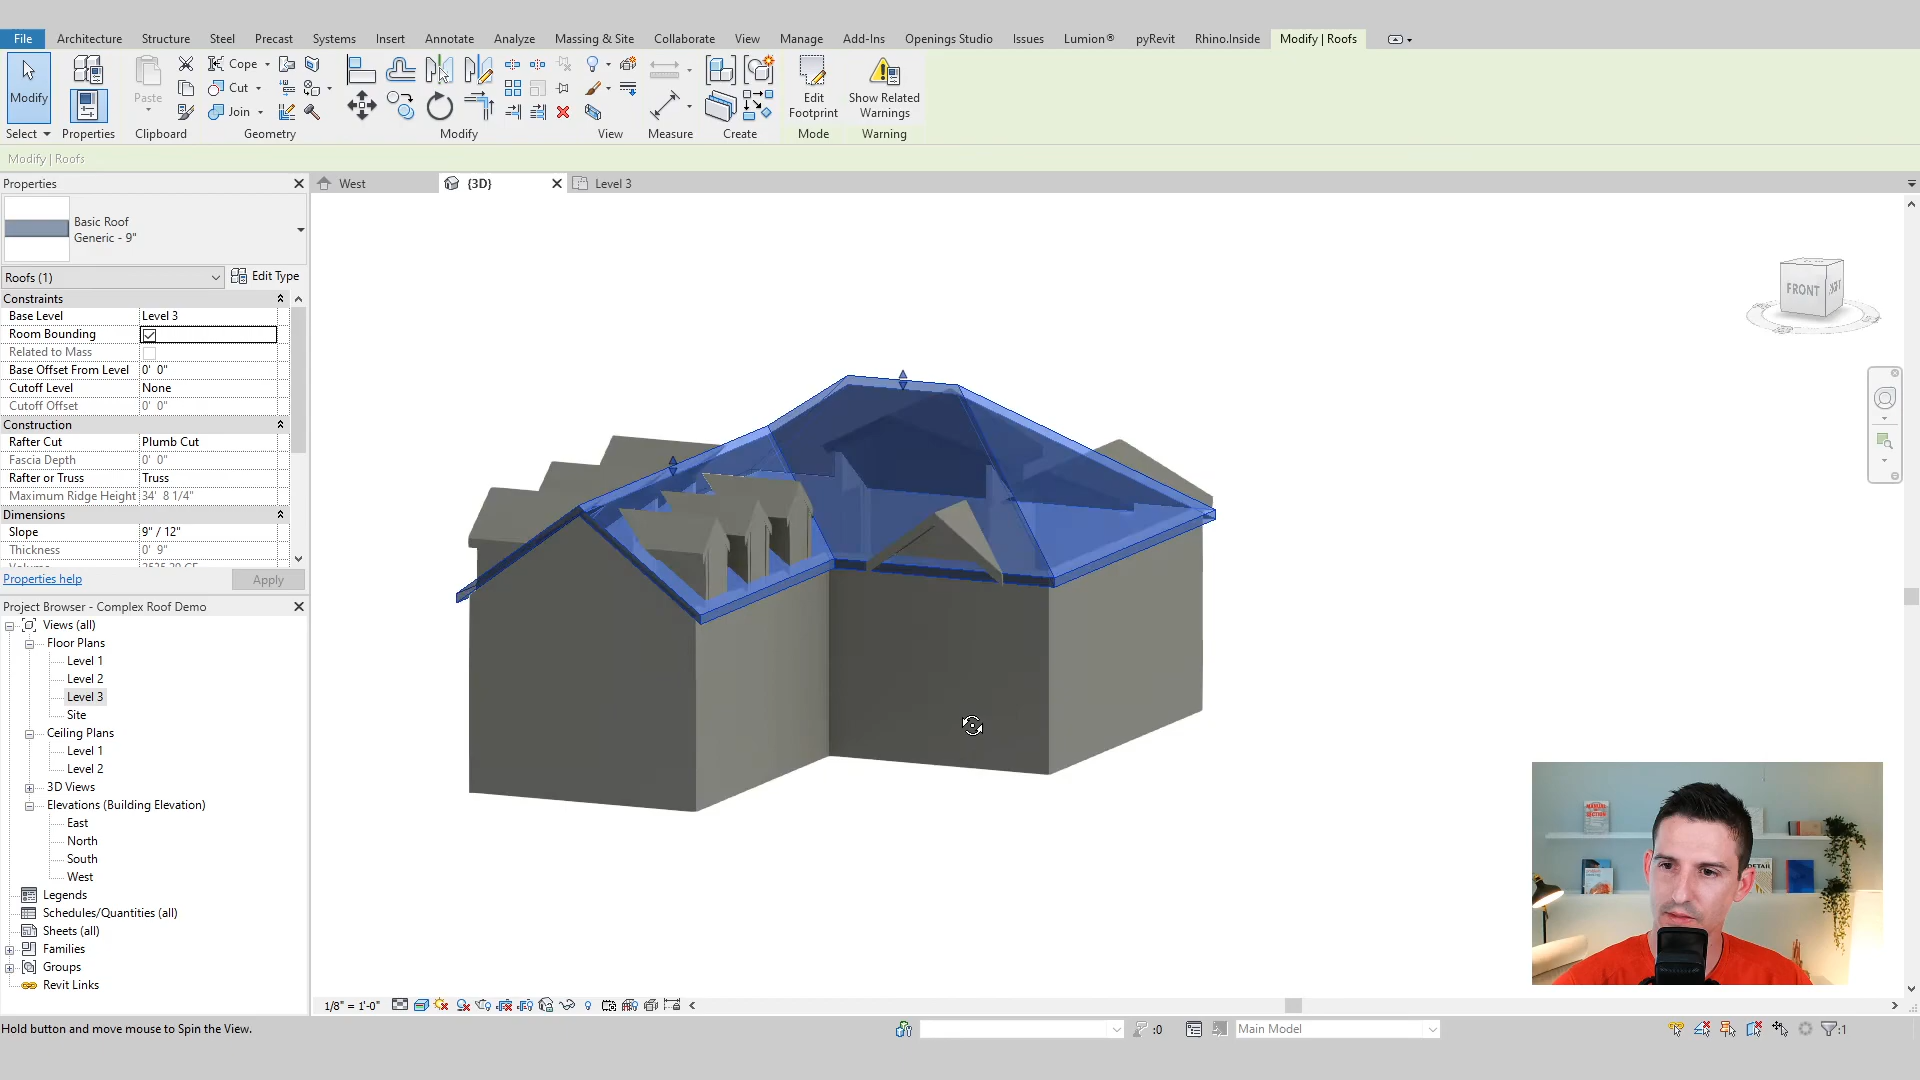 File Architecture Structure Steel Precast Systems Insert Annotate Analyze Massing & Site Collaborate View Manage Add-Ins Openings Studio Issues Lumion® pyRevit Rhino.Inside Modify | Roofs
Cope
Cut
Join
Modify
Paste
Edit Footprint
Show Related Warnings
Select Properties Clipboard Geometry Modify View Measure Create Mode Warning
Modify | Roofs
Properties
West
{3D}
Level 3
Basic Roof
Generic - 9"
Roofs (1)
Edit Type
Constraints
Base Level Level 3
Room Bounding
Related to Mass
Base Offset From Level 0' 0"
Cutoff Level None
Cutoff Offset 0' 0"
Construction
Rafter Cut Plumb Cut
Fascia Depth 0' 0"
Rafter or Truss Truss
Maximum Ridge Height 34' 8 1/4"
Dimensions
Slope 9" / 12"
Thickness 0' 9"
Properties help
Apply
FRONT
Project Browser - Complex Roof Demo
Views (all)
Floor Plans
Level 1
Level 2
Level 3
Site
Ceiling Plans
Level 1
Level 2
3D Views
Elevations (Building Elevation)
East
North
South
West
Legends
Schedules/Quantities (all)
Sheets (all)
Families
Groups
Revit Links
1/8" = 1'-0"
Hold button and move mouse to Spin the View.
:0
Main Model
:1